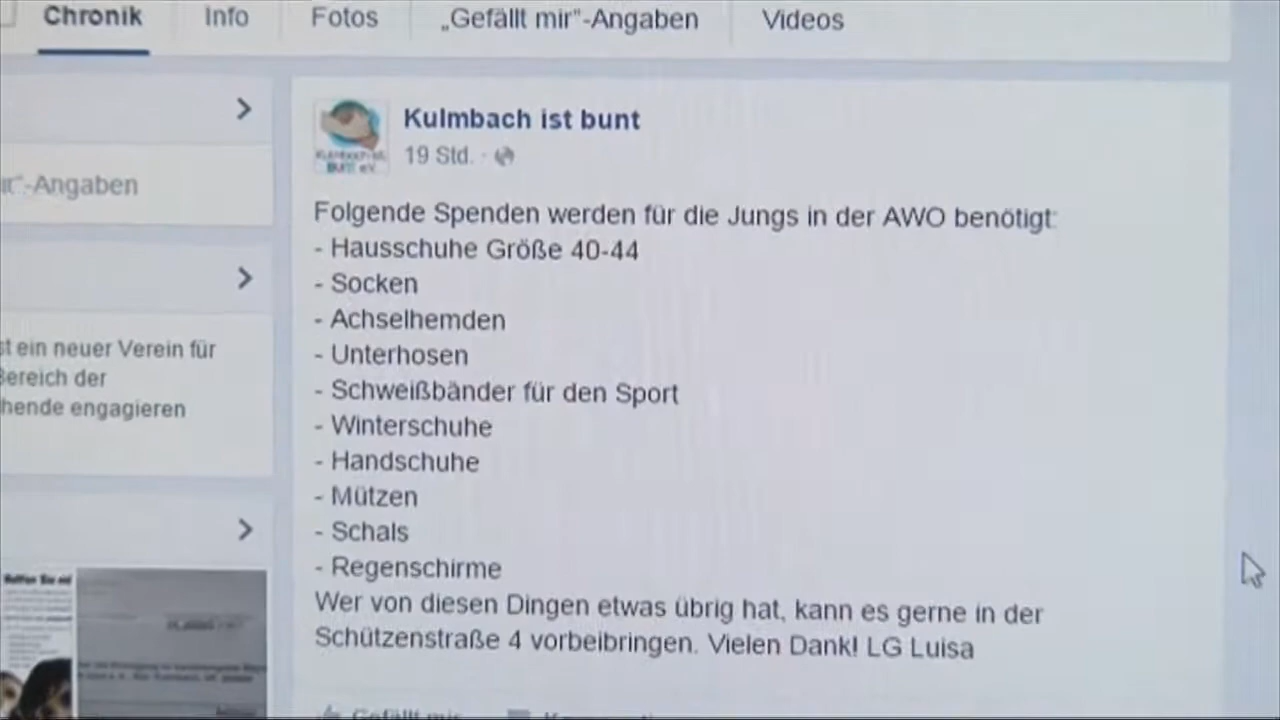 Chronik Info Fotos „Gefällt mir"-Angaben Videos
-Angaben
st ein neuer Verein für
Bereich der
hende engagieren
Kulmbach ist bunt
19 Std.
Folgende Spenden werden für die Jungs in der AWO benötigt:
- Hausschuhe Größe 40-44
- Socken
- Achselhemden
- Unterhosen
- Schweißbänder für den Sport
- Winterschuhe
- Handschuhe
- Mützen
- Schals
- Regenschirme
Wer von diesen Dingen etwas übrig hat, kann es gerne in der
Schützenstraße 4 vorbeibringen. Vielen Dank! LG Luisa
Gefällt mir